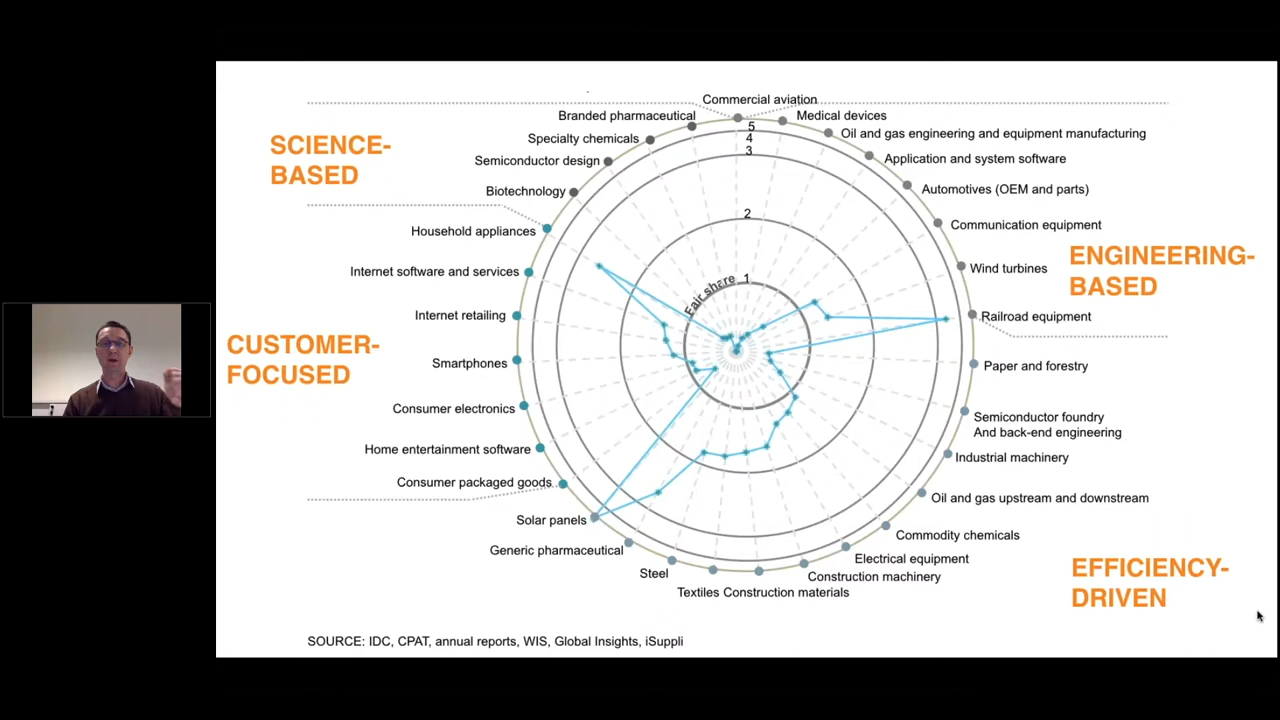 Commercial aviation
Branded pharmaceutical
Medical devices
5
Specialty chemicals
4
Oil and gas engineering and equipment manufacturing
SCIENCE-
BASED
3
Semiconductor design
Application and system software
Biotechnology
Automotives (OEM and parts)
2
Household appliances
Communication equipment
ENGINEERING-
BASED
Internet software and services
Wind turbines
1
Fair share
Internet retailing
Railroad equipment
CUSTOMER-
FOCUSED
Smartphones
Paper and forestry
Consumer electronics
Semiconductor foundry
And back-end engineering
Home entertainment software
Industrial machinery
Consumer packaged goods
Oil and gas upstream and downstream
Solar panels
Commodity chemicals
Generic pharmaceutical
Electrical equipment
Steel
Construction machinery
EFFICIENCY-
DRIVEN
Textiles Construction materials
SOURCE: IDC, CPAT, annual reports, WIS, Global Insights, iSuppli